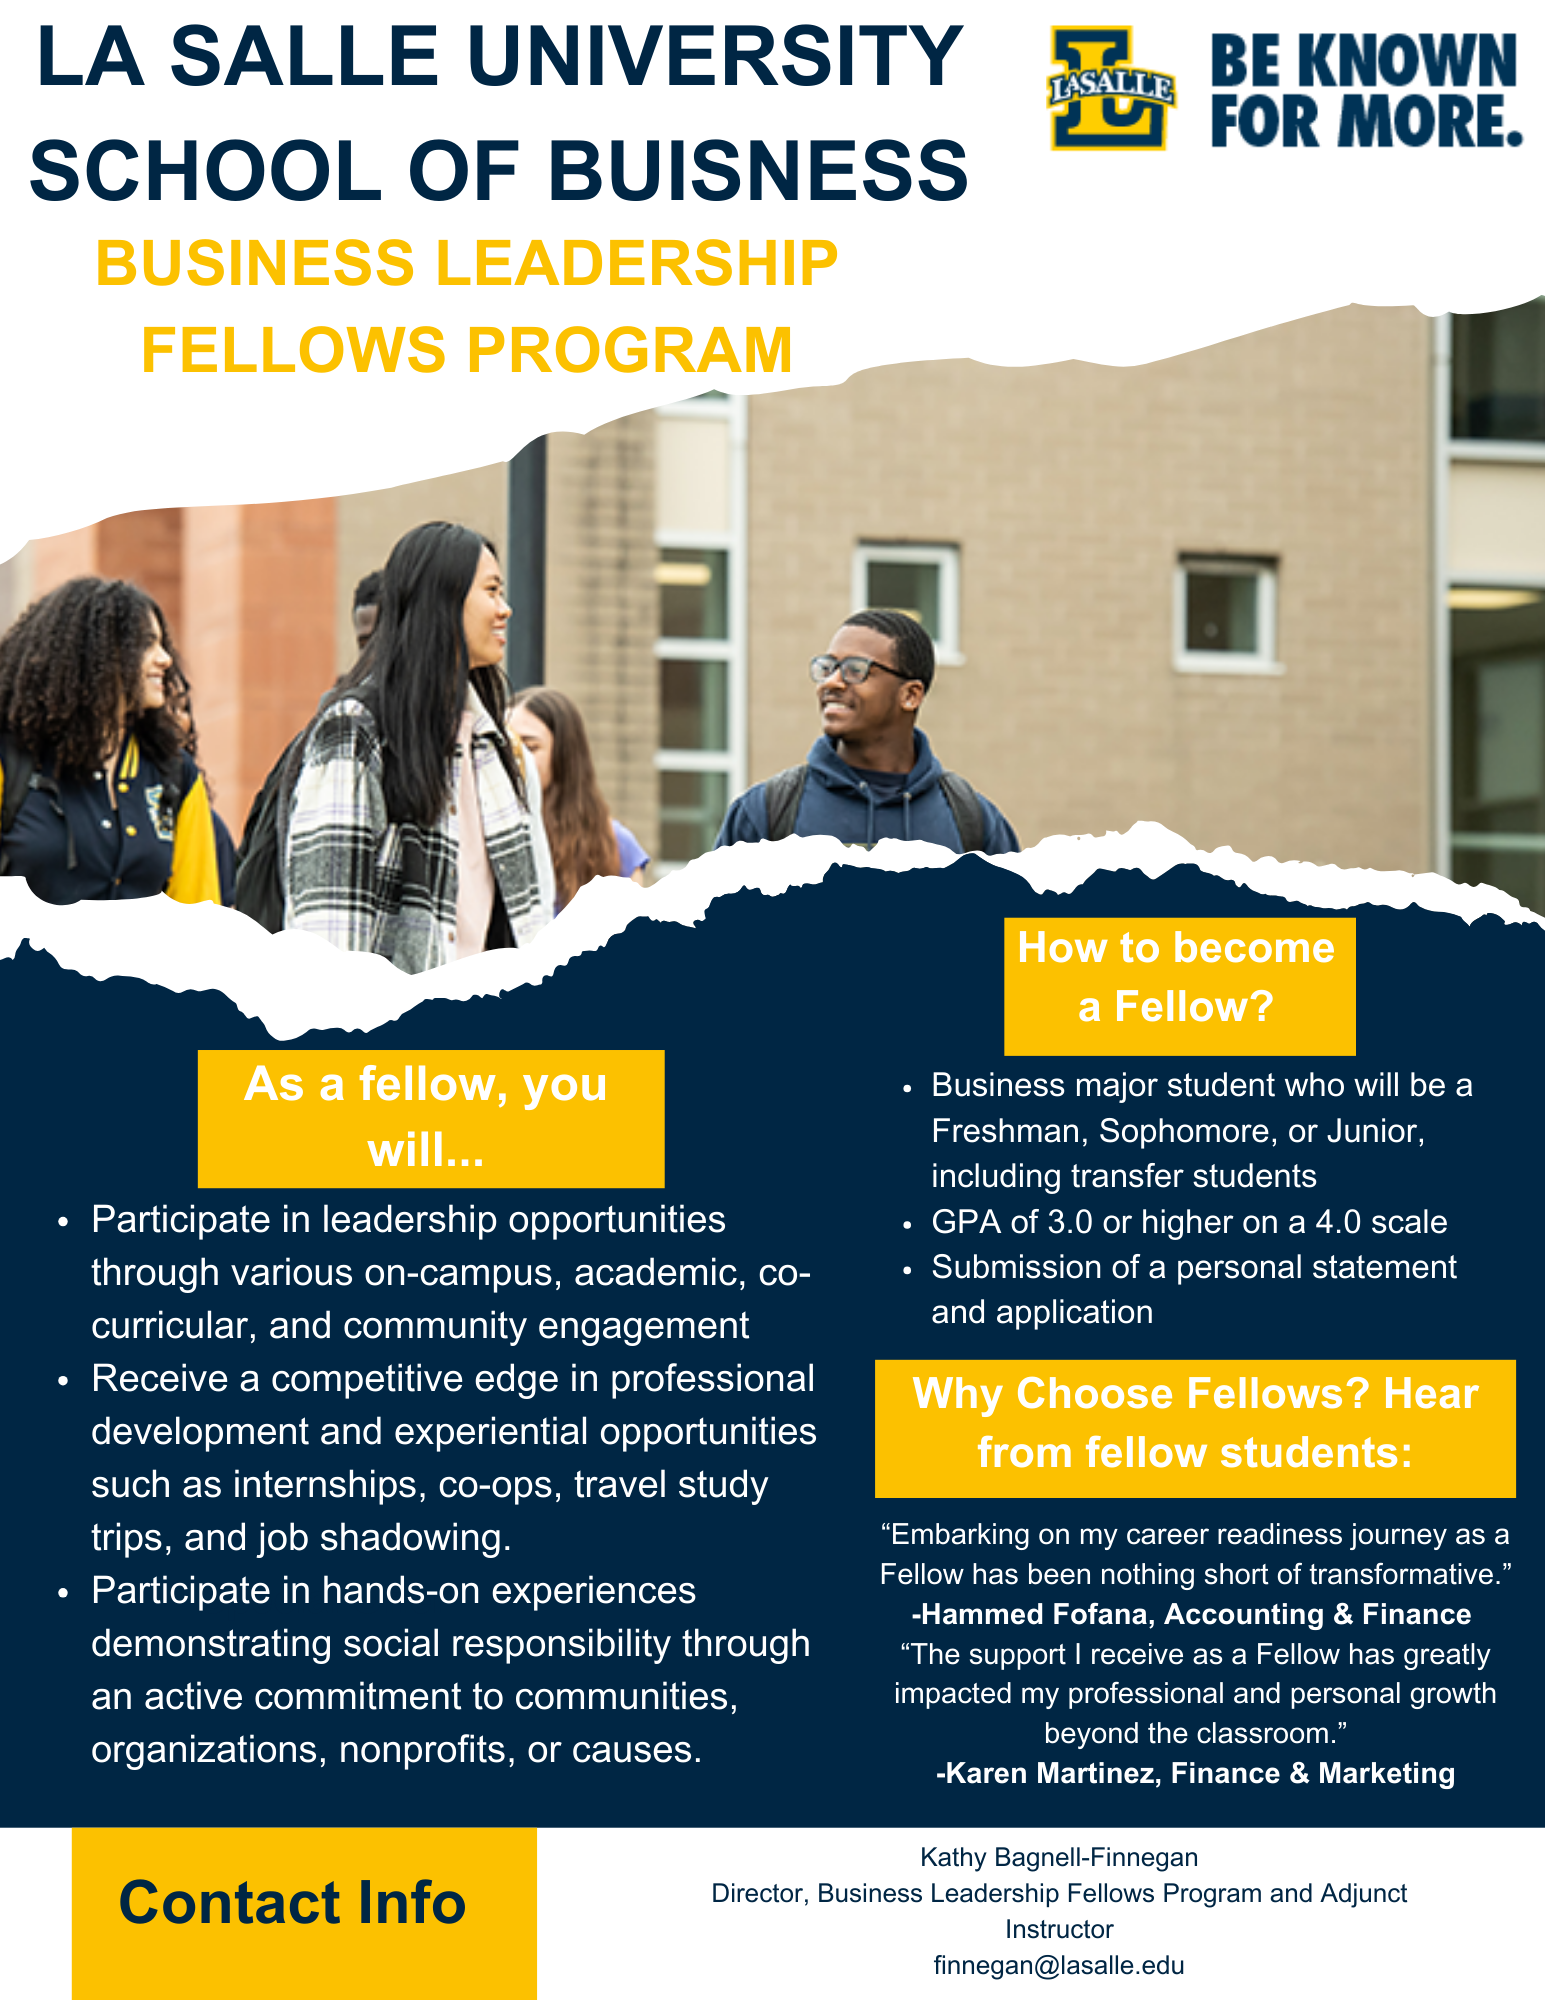 LA SALLE UNIVERSITY
SCHOOL OF BUISNESS
BUSINESS LEADERSHIP
FELLOWS PROGRAM
LASALLE
BE KNOWN
FOR MORE.
As a fellow, you
will...
• Participate in leadership opportunities
through various on-campus, academic, co-
curricular, and community engagement
• Receive a competitive edge in professional
development and experiential opportunities
such as internships, co-ops, travel study
trips, and job shadowing.
• Participate in hands-on experiences
demonstrating social responsibility through
an active commitment to communities,
organizations, nonprofits, or causes.
How to become
a Fellow?
• Business major student who will be a
Freshman, Sophomore, or Junior,
including transfer students
• GPA of 3.0 or higher on a 4.0 scale
• Submission of a personal statement
and application
Why Choose Fellows? Hear
from fellow students:
“Embarking on my career readiness journey as a
Fellow has been nothing short of transformative.”
-Hammed Fofana, Accounting & Finance
“The support I receive as a Fellow has greatly
impacted my professional and personal growth
beyond the classroom.”
-Karen Martinez, Finance & Marketing
Contact Info
Kathy Bagnell-Finnegan
Director, Business Leadership Fellows Program and Adjunct
Instructor
finnegan@lasalle.edu